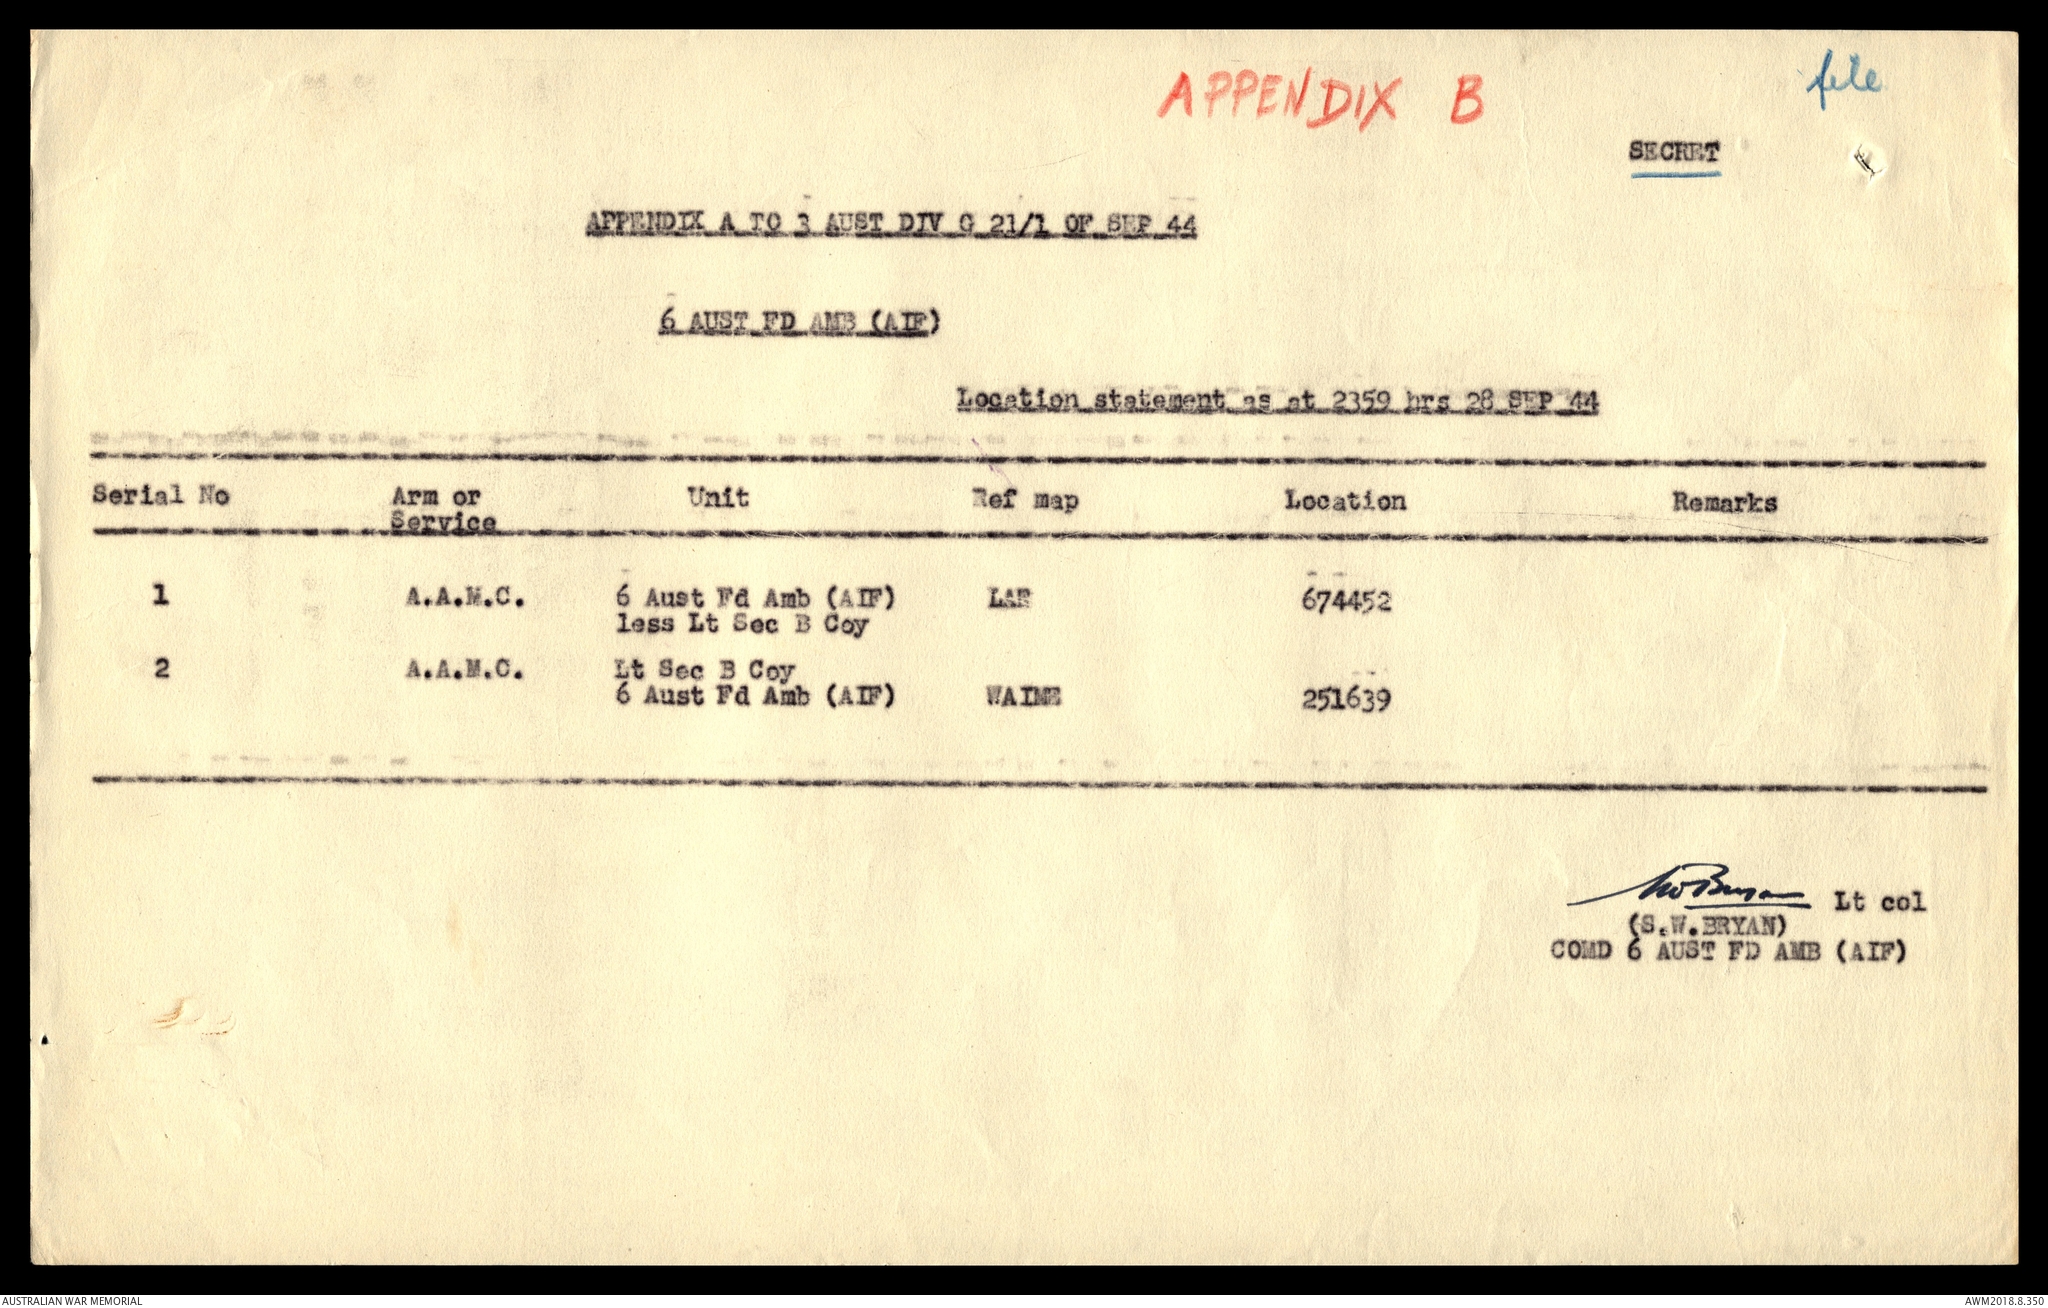 APPENDIX B
file
SECRET
APPENDIX A TO 3 AUST DIV G 21/1 OF SEP 44
6 AUST FD AMB (AIF)
Location statement as at 2359 hrs 28 SEP 44
Serial No Arm or Service Unit Ref map Location Remarks
1 A.A.M.C. 6 Aust Fd Amb (AIF) LAE 674452
less Lt Sec B Coy
2 A.A.M.C. Lt Sec B Coy
6 Aust Fd Amb (AIF) WAIME 251639
SWBryan Lt col
(S.W.BRYAN)
COMD 6 AUST FD AMB (AIF)
AUSTRALIAN WAR MEMORIAL
AWM2018.8.350